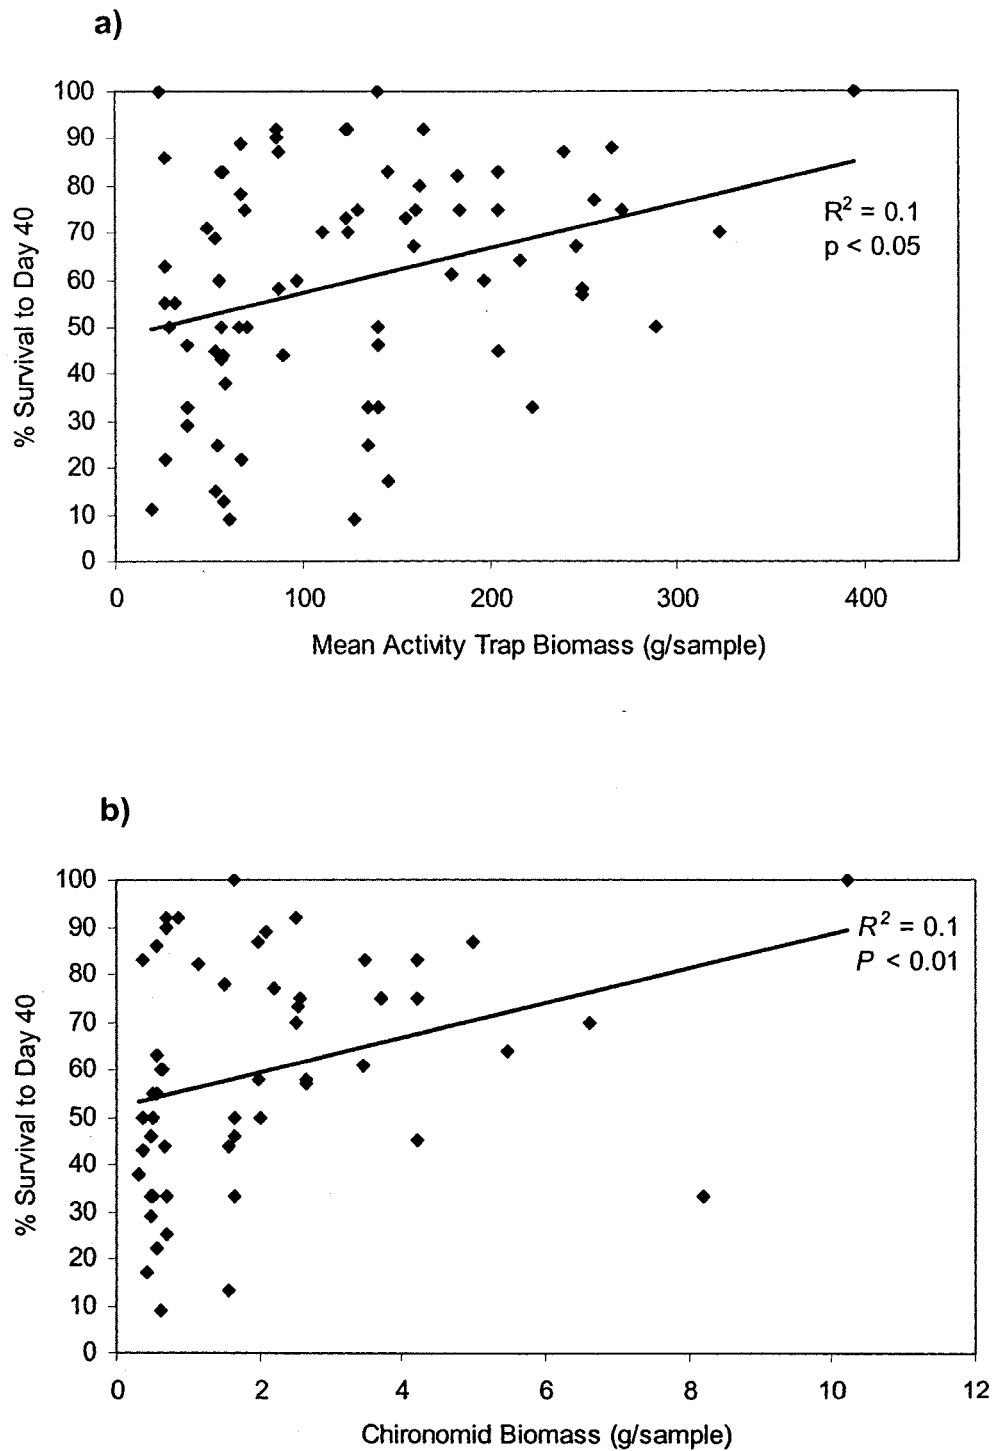 a)
100
90
80
70
60
50
40
30
20
10
0
% Survival to Day 40
R² = 0.1
p < 0.05
0 100 200 300 400
Mean Activity Trap Biomass (g/sample)
b)
100
90
80
70
60
50
40
30
20
10
0
% Survival to Day 40
R² = 0.1
P < 0.01
0 2 4 6 8 10 12
Chironomid Biomass (g/sample)